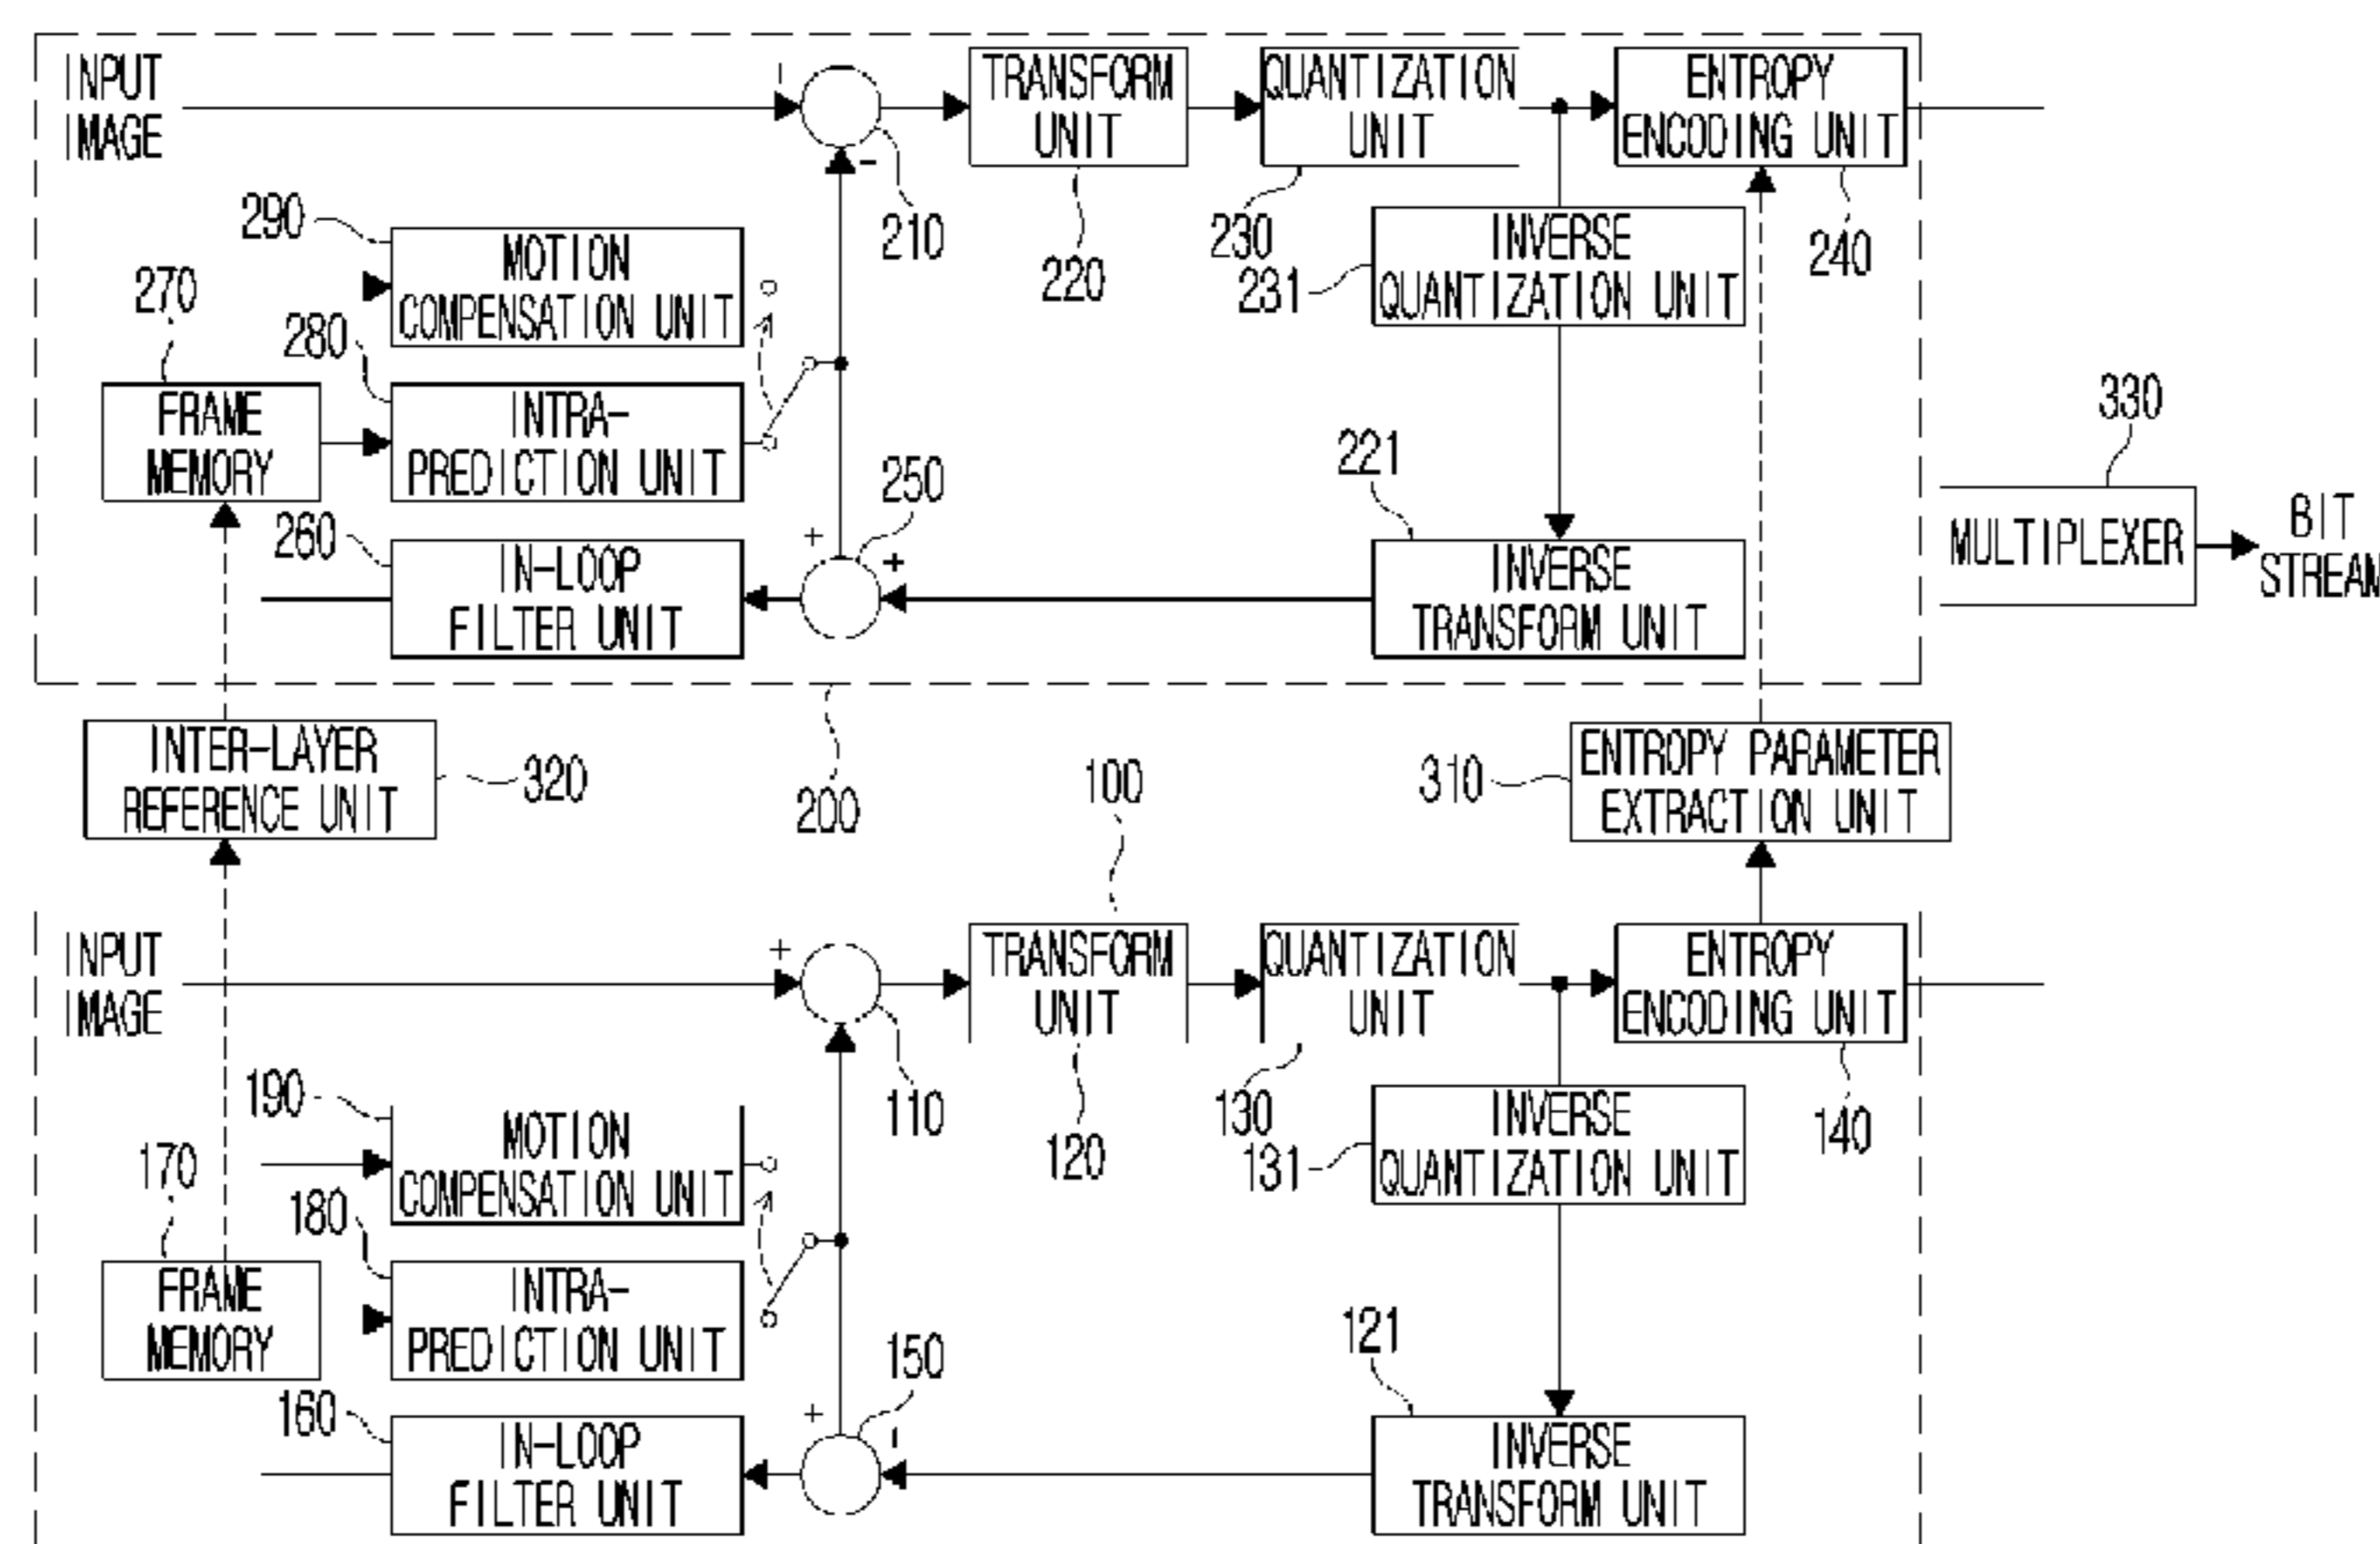 INPUT
IMAGE
TRANSFORM
UNIT
QUANTIZATION
UNIT
ENTROPY
ENCODING UNIT
210
220
230
240
290
MOTION
COMPENSATION UNIT
231
INVERSE
QUANTIZATION UNIT
270
280
FRAME
MEMORY
INTRA-
PREDICTION UNIT
330
MULTIPLEXER
BIT
STREAM
221
250
260
IN-LOOP
FILTER UNIT
+
+
-
INVERSE
TRANSFORM UNIT
INTER-LAYER
REFERENCE UNIT
320
200
100
310
ENTROPY PARAMETER
EXTRACTION UNIT
INPUT
IMAGE
+
TRANSFORM
UNIT
QUANTIZATION
UNIT
ENTROPY
ENCODING UNIT
110
120
130
140
190
MOTION
COMPENSATION UNIT
131
INVERSE
QUANTIZATION UNIT
170
180
FRAME
MEMORY
INTRA-
PREDICTION UNIT
121
150
160
IN-LOOP
FILTER UNIT
+
INVERSE
TRANSFORM UNIT